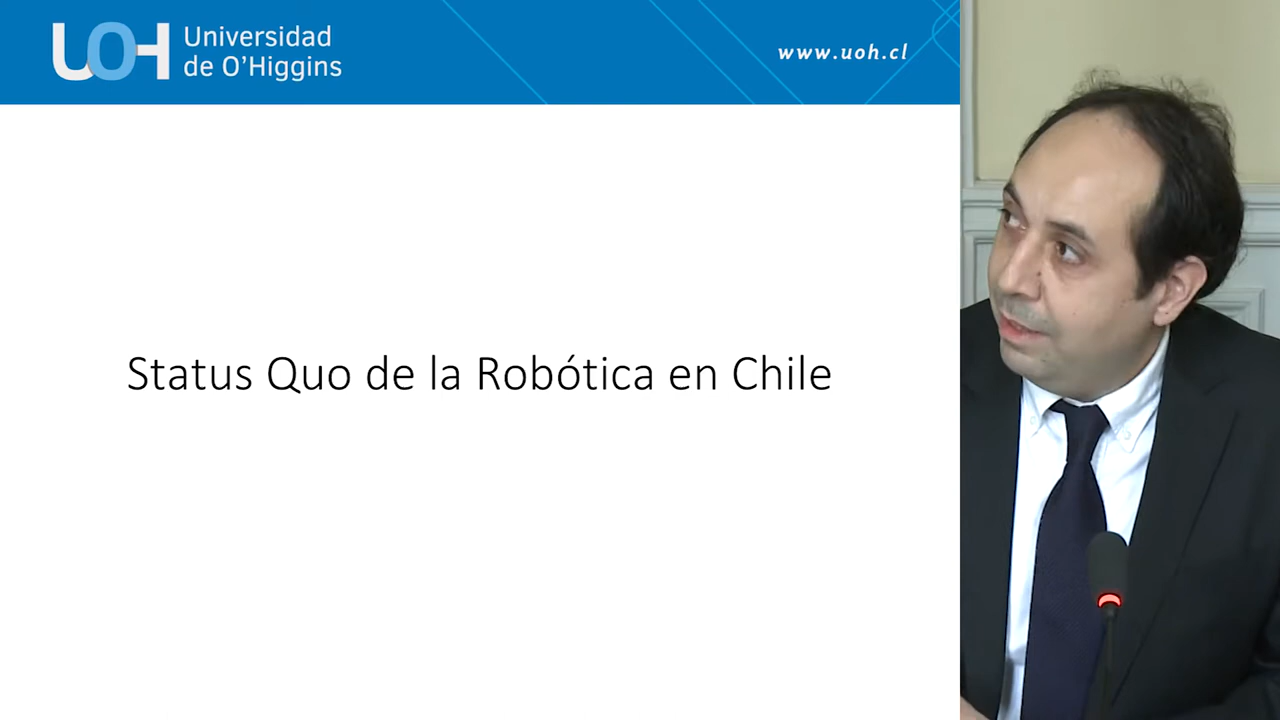 UOH Universidad
de O'Higgins
www.uoh.cl
Status Quo de la Robótica en Chile